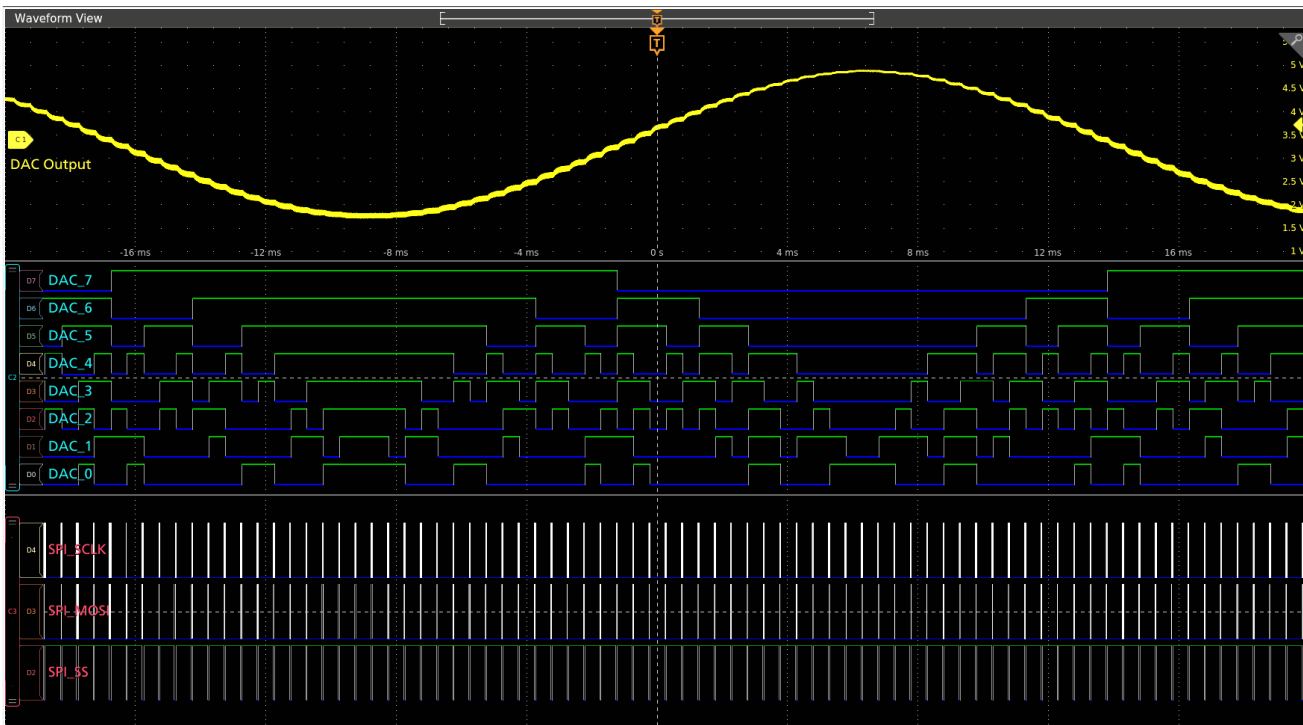 Waveform View
T
T
5 V
4.5 V
4 V
3.5 V
3 V
2.5 V
2 V
1.5 V
1 V
C 1
DAC Output
-16 ms -12 ms -8 ms -4 ms 0 s 4 ms 8 ms 12 ms 16 ms
D7 DAC_7
D6 DAC_6
D5 DAC_5
D4 DAC_4
C2
D3 DAC_3
D2 DAC_2
D1 DAC_1
D0 DAC_0
D4 SPI_SCLK
C3 D3 SPI_MOSI
D2 SPI_SS